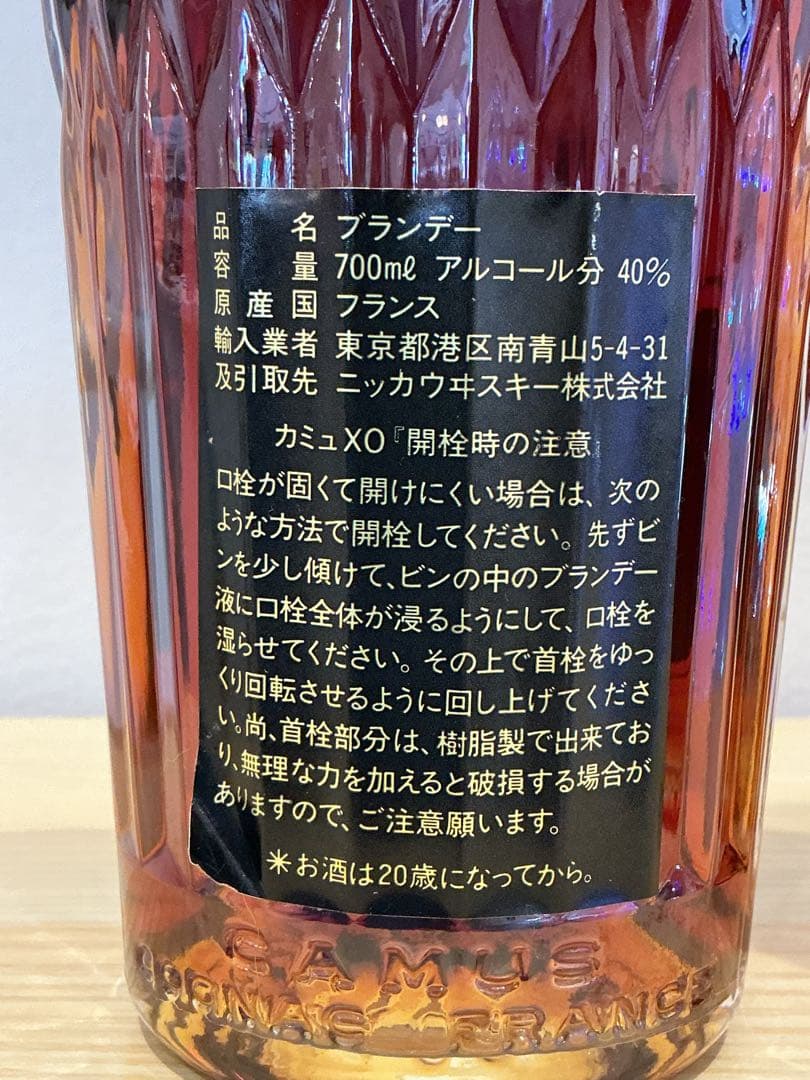 品名 ブランデー
容量 700mℓ アルコール分 40%
原産国 フランス
輸入業者 東京都港区南青山5-4-31
及引取先 ニッカウヰスキー株式会社
カミュXO『開栓時の注意』
口栓が固くて開けにくい場合は、次の
ような方法で開栓してください。先ずビ
ンを少し傾けて、ビンの中のブランデー
液に口栓全体が浸るようにして、口栓を
湿らせてください。その上で首栓をゆっ
くり回転させるように回し上げてくださ
い。尚、首栓部分は、樹脂製で出来てお
り、無理な力を加えると破損する場合が
ありますので、ご注意願います。
＊お酒は20歳になってから。
CAMUS
COGNAC FRANCE